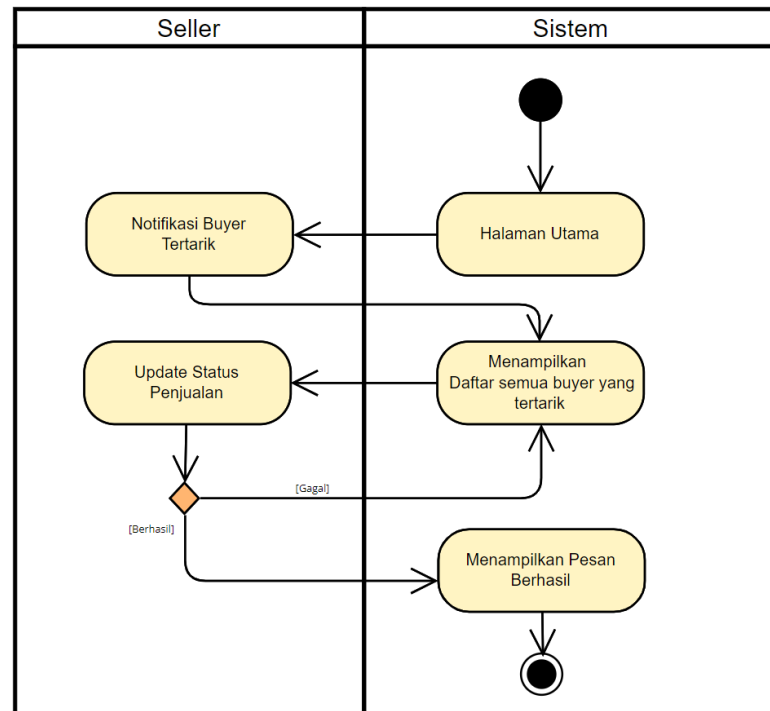 Seller
Sistem
Notifikasi Buyer
Tertarik
Halaman Utama
Update Status
Penjualan
Menampilkan
Daftar semua buyer yang
tertarik
[Gagal]
[Berhasil]
Menampilkan Pesan
Berhasil